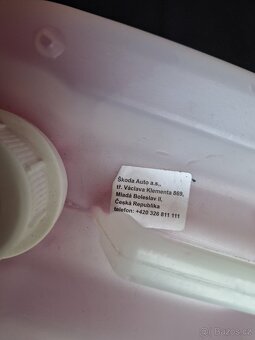 Škoda Auto a.s.,
tř. Václava Klementa 869,
Mladá Boleslav II,
Česká Republika
telefon: +420 326 811 111